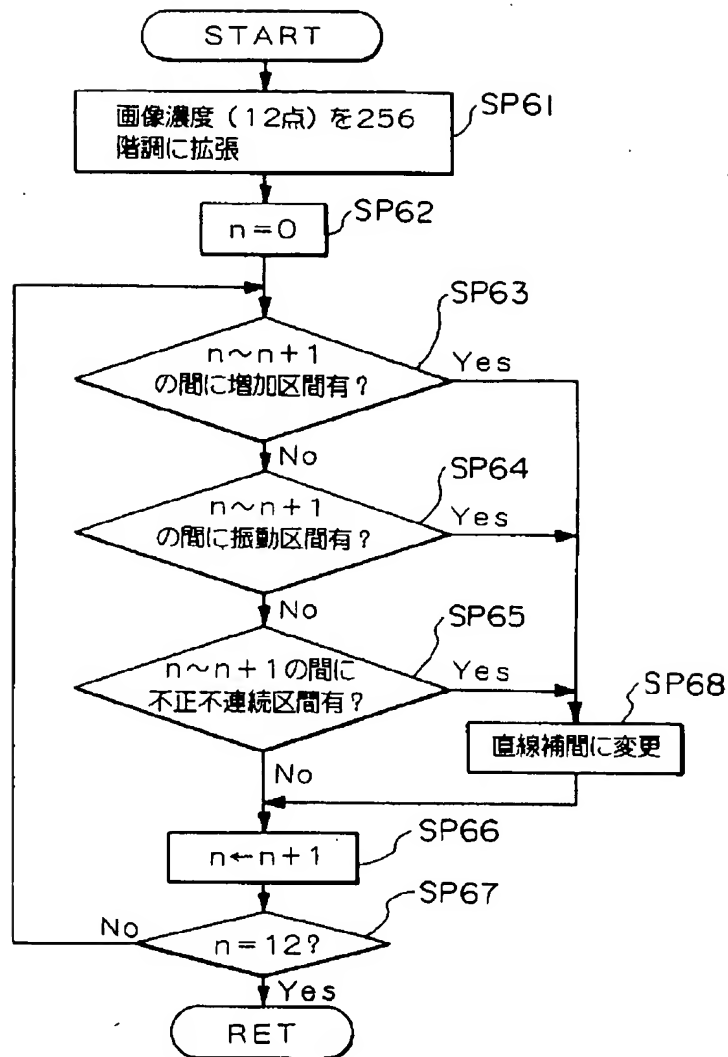 START
SP61
画像濃度（12点）を256
階調に拡張
SP62
n=0
SP63
n～n+1
の間に増加区間有？
Yes
No
SP64
n～n+1
の間に振動区間有？
Yes
No
SP65
n～n+1の間に
不正不連続区間有？
Yes
SP68
直線補間に変更
No
SP66
n←n+1
SP67
No
n=12?
Yes
RET